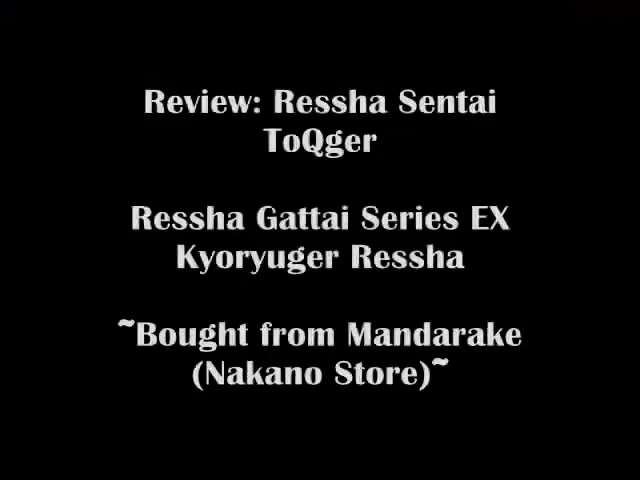 Review: Ressha Sentai
ToQger
Ressha Gattai Series EX
Kyoryuger Ressha
~Bought from Mandarake
(Nakano Store)~